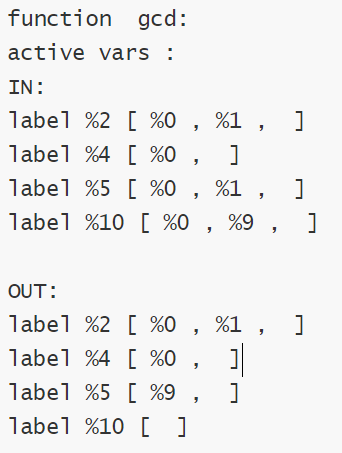 function  gcd:
active vars :
IN:
label %2 [ %0 , %1 ,  ]
label %4 [ %0 ,  ]
label %5 [ %0 , %1 ,  ]
label %10 [ %0 , %9 ,  ]

OUT:
label %2 [ %0 , %1 ,  ]
label %4 [ %0 ,  ]
label %5 [ %9 ,  ]
label %10 [  ]